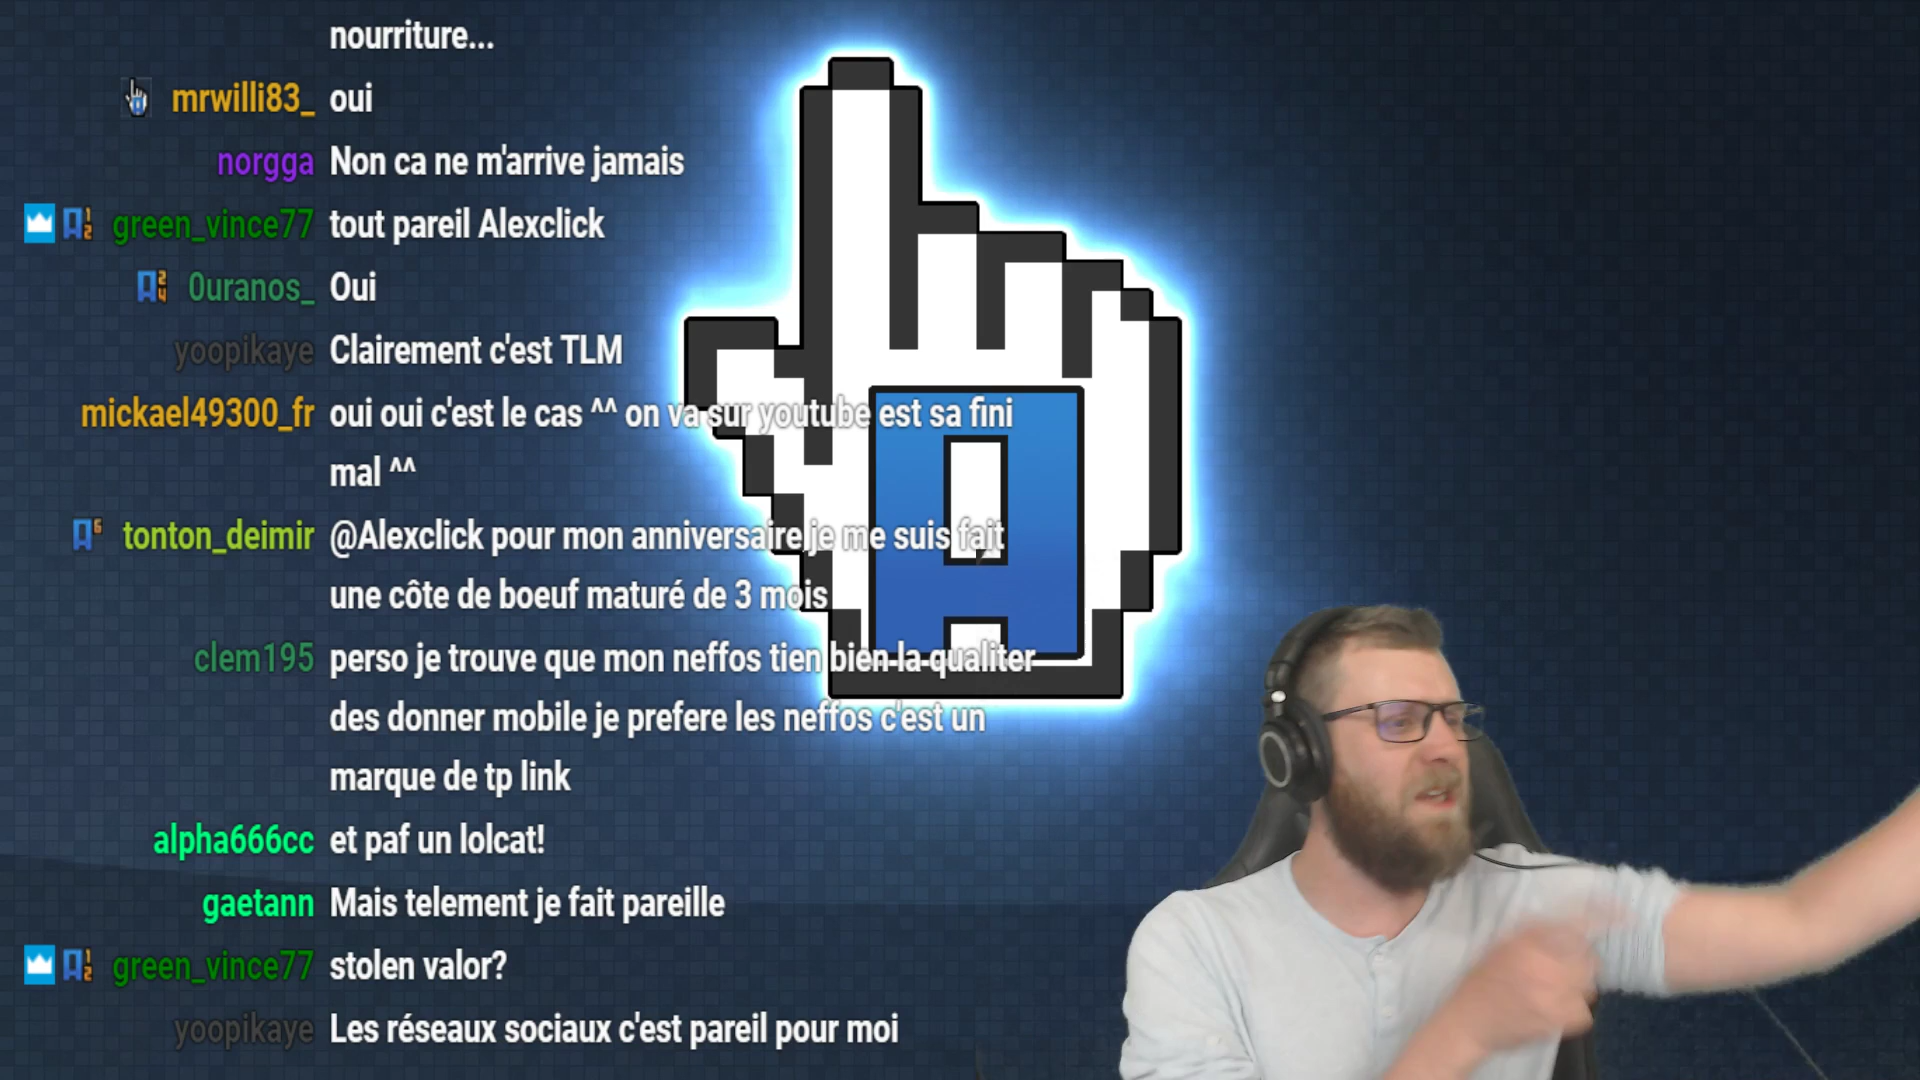 nourriture...
mrwilli83_ oui
norgga Non ca ne m'arrive jamais
green_vince77 tout pareil Alexclick
0uranos_ Oui
yoopikaye Clairement c'est TLM
mickael49300_fr oui oui c'est le cas ^^ on va sur youtube est sa fini
mal ^^
tonton_deimir @Alexclick pour mon anniversaire je me suis fait
une côte de boeuf maturé de 3 mois
clem195 perso je trouve que mon neffos tien bien la qualiter
des donner mobile je prefere les neffos c'est un
marque de tp link
alpha666cc et paf un lolcat!
gaetann Mais telement je fait pareille
green_vince77 stolen valor?
yoopikaye Les réseaux sociaux c'est pareil pour moi
A